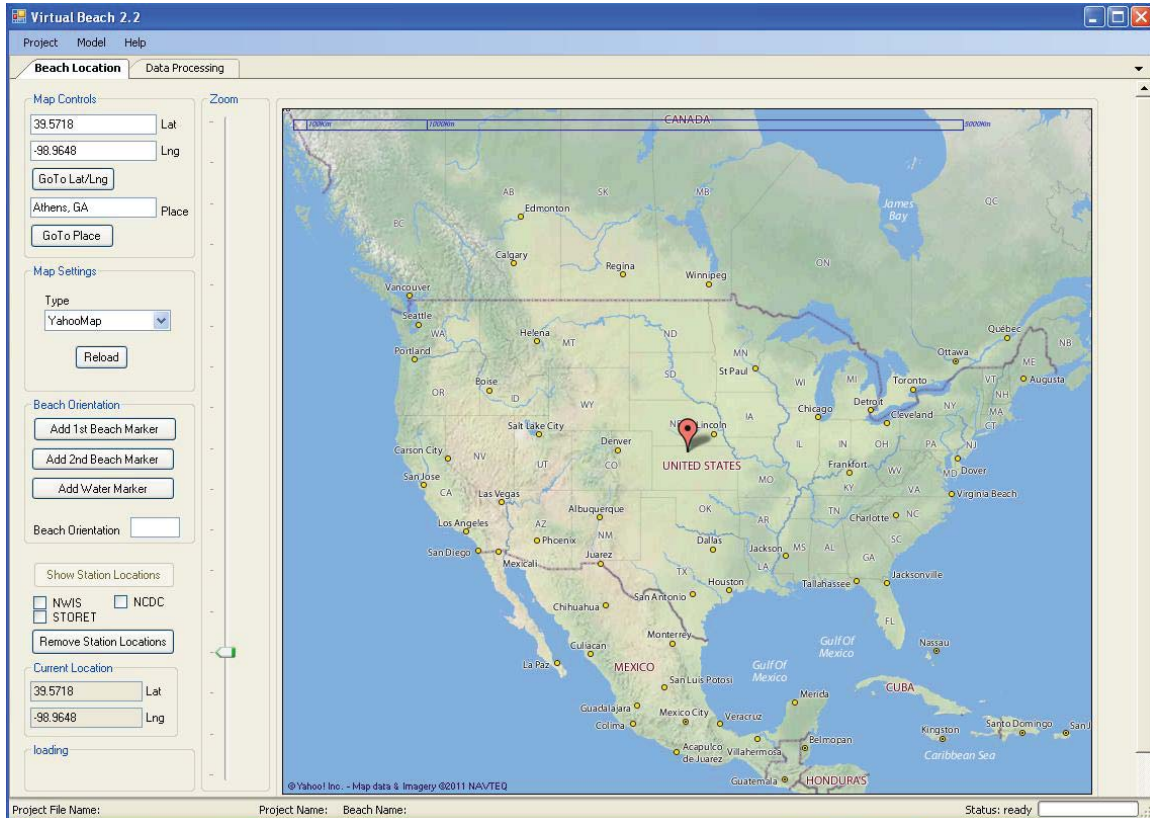 Virtual Beach 2.2
Project Model Help
Beach Location Data Processing
Map Controls
39.5718 Lat
-98.9648 Lng
GoTo Lat/Lng
Athens, GA Place
GoTo Place
Map Settings
Type
YahooMap
Reload
Beach Orientation
Add 1st Beach Marker
Add 2nd Beach Marker
Add Water Marker
Beach Orientation
Show Station Locations
NWIS NCDC
STORET
Remove Station Locations
Current Location
39.5718 Lat
-98.9648 Lng
loading
Zoom
100Km 1000Km 5000Km
CANADA
James
Bay
AB SK MB QC
Edmonton
BC
Calgary
ON
Regina
Winnipeg
Vancouver
Seattle
WA
Helena
MT
ND
Québec
NB
Portland
MN
Ottawa
ME
St Paul
Augusta
OR
Boise
ID
SD
WI
MI
Toronto
VT
NH
WY
NY
MA
CT
Chicago
Detroit
Cleveland
Salt Lake City
Lincoln
IA
Carson City
NV
UT
Denver
CO
UNITED STATES
IL
IN
OH
PA
NJ
MD
Dover
San Jose
CA
MO
Frankfort
WV
KY
VA
Virginia Beach
Las Vegas
Albuquerque
OK
AR
TN
Charlotte
NC
Los Angeles
AZ
Phoenix
NM
SC
San Diego
Mexicali
Juarez
Dallas
Jackson
MS
AL
GA
TX
LA
Tallahassee
Jacksonville
Houston
San Antonio
Chihuahua
FL
Monterrey
Gulf Of
Mexico
Nassau
Culiacan
La Paz
MEXICO
Gulf Of
Mexico
San Luis Potosi
CUBA
Merida
Guadalajara
Colima
Mexico City
Veracruz
Kingston
Santo Domingo
San J
Acapulco
de Juarez
Villahermosa
Belmopan
Caribbean Sea
Guatemala
HONDURAS
© Yahoo! Inc. - Map data & Imagery ©2011 NAVTEQ
Project File Name: Project Name: Beach Name: Status: ready